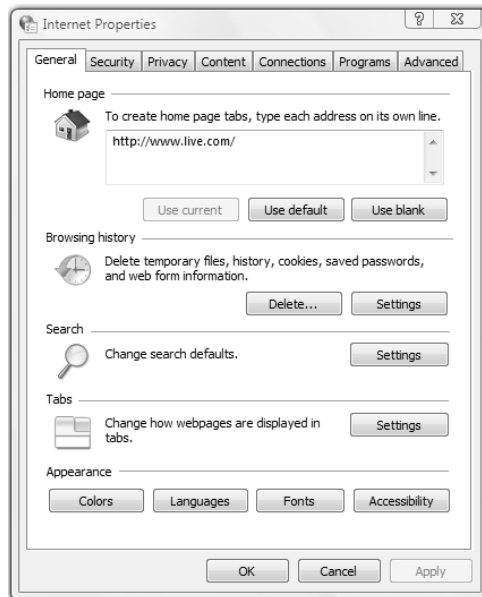 Internet Properties
General Security Privacy Content Connections Programs Advanced
Home page
To create home page tabs, type each address on its own line.
http://www.live.com/
Use current Use default Use blank
Browsing history
Delete temporary files, history, cookies, saved passwords,
and web form information.
Delete... Settings
Search
Change search defaults. Settings
Tabs
Change how webpages are displayed in
tabs.
Settings
Appearance
Colors Languages Fonts Accessibility
OK Cancel Apply